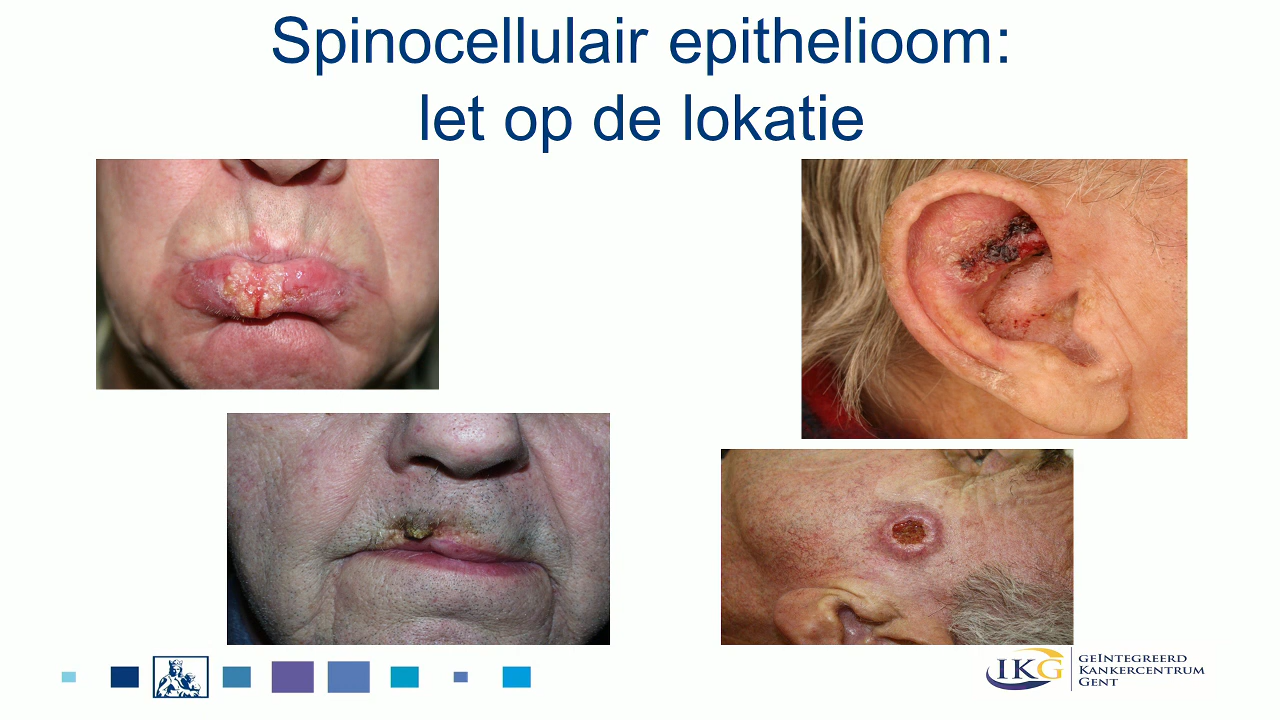 Spinocellulair epithelioom:
let op de lokatie
IKG
GEÏNTEGREERD
KANKERCENTRUM
GENT